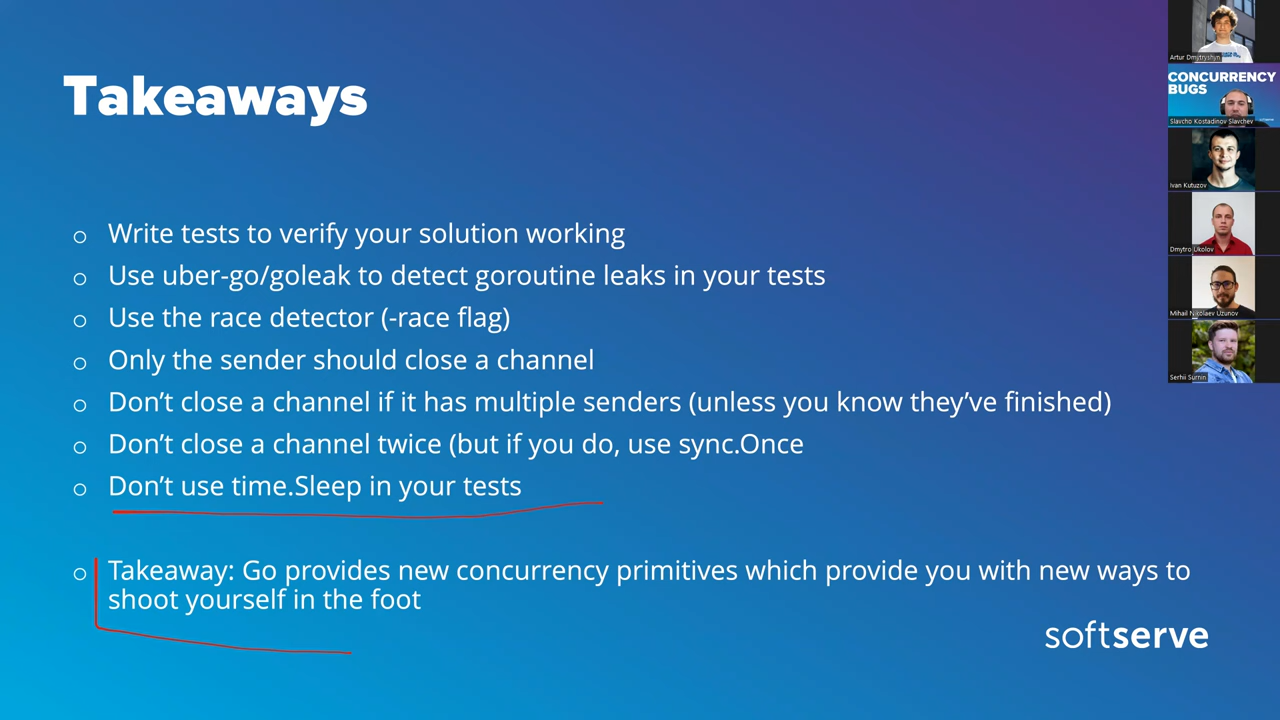 Takeaways
Write tests to verify your solution working
Use uber-go/goleak to detect goroutine leaks in your tests
Use the race detector (-race flag)
Only the sender should close a channel
Don’t close a channel if it has multiple senders (unless you know they’ve finished)
Don’t close a channel twice (but if you do, use sync.Once
Don’t use time.Sleep in your tests
Takeaway: Go provides new concurrency primitives which provide you with new ways to
shoot yourself in the foot
softserve
Artur Dmytryshyn
CONCURRENCY
BUGS
Slavcho Kostadinov Slavchev
Ivan Kutuzov
Dmytro Ukolov
Mihail Nikolaev Uzunov
Serhii Surnin